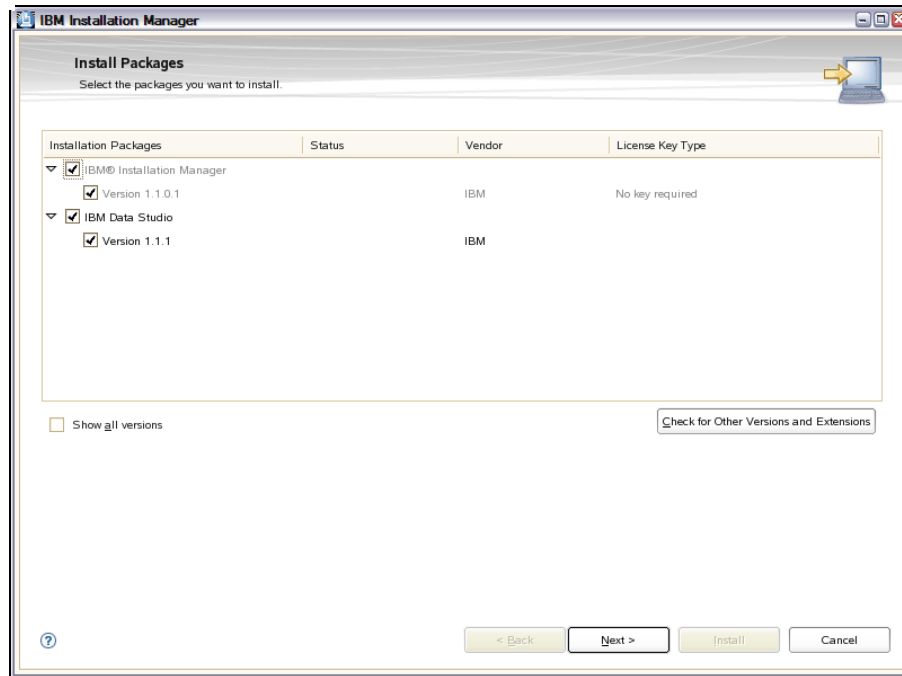 IBM Installation Manager
Install Packages
Select the packages you want to install.
Installation Packages Status Vendor License Key Type
IBM® Installation Manager
Version 1.1.0.1 IBM No key required
IBM Data Studio
Version 1.1.1 IBM
Show all versions Check for Other Versions and Extensions
? < Back Next > Install Cancel